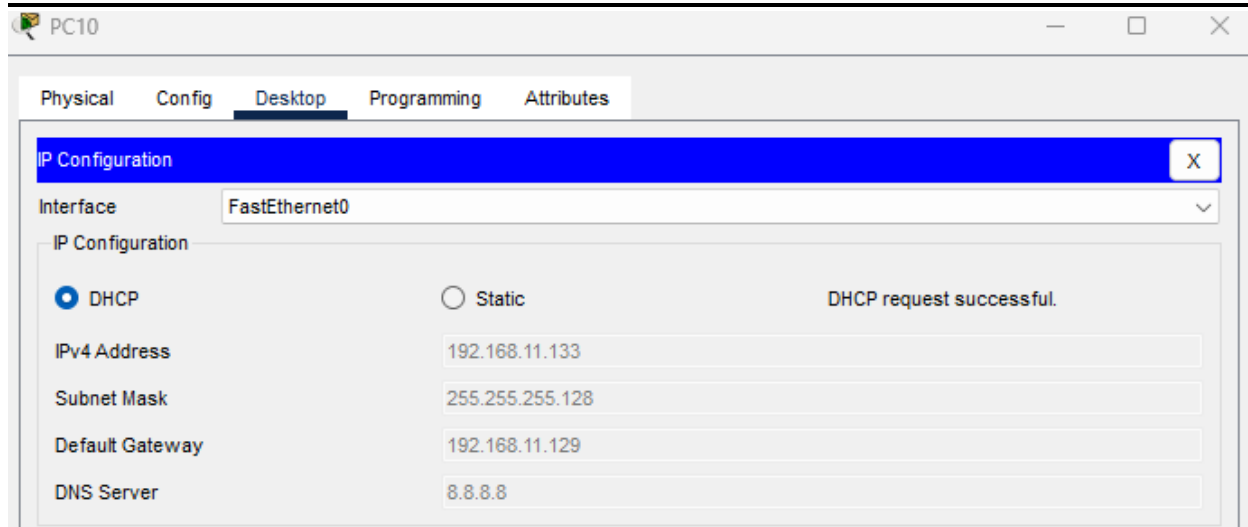 PC10
Physical Config Desktop Programming Attributes
IP Configuration X
Interface FastEthernet0
IP Configuration
DHCP Static DHCP request successful.
IPv4 Address 192.168.11.133
Subnet Mask 255.255.255.128
Default Gateway 192.168.11.129
DNS Server 8.8.8.8